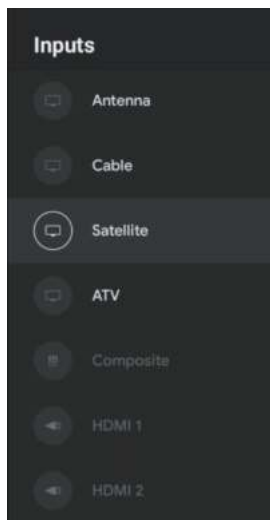 Inputs
Antenna
Cable
Satellite
ATV
Composite
HDMI 1
HDMI 2